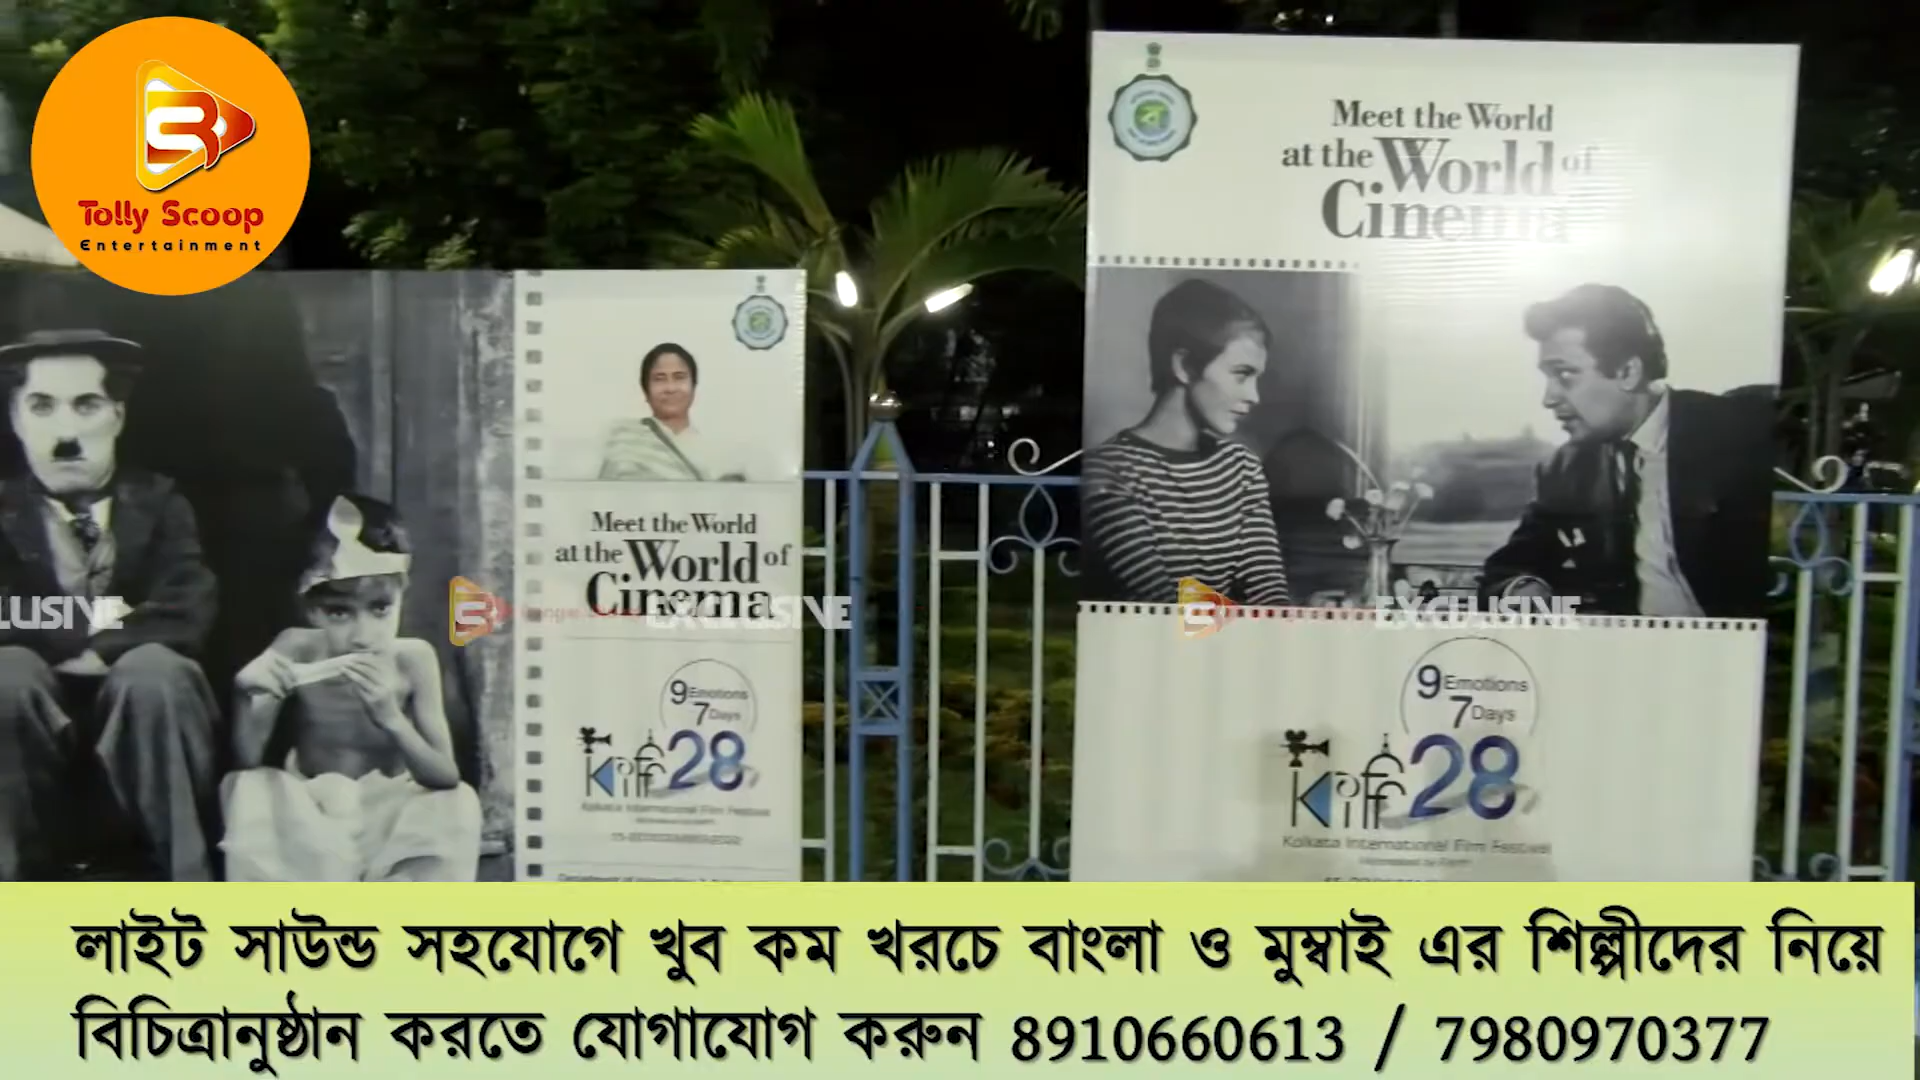 Tolly Scoop
Entertainment
Meet the World
at the World of
Cinema
9 Emotions
7 Days
KIFF 28
Kolkata International Film Festival
Meet the World
at the World of
Cinema
9 Emotions
7 Days
KIFF 28
Kolkata International Film Festival
LUSIVE
EXCLUSIVE
EXCLUSIVE
লাইট সাউন্ড সহযোগে খুব কম খরচে বাংলা ও মুম্বাই এর শিল্পীদের নিয়ে
বিচিত্রানুষ্ঠান করতে যোগাযোগ করুন 8910660613 / 7980970377